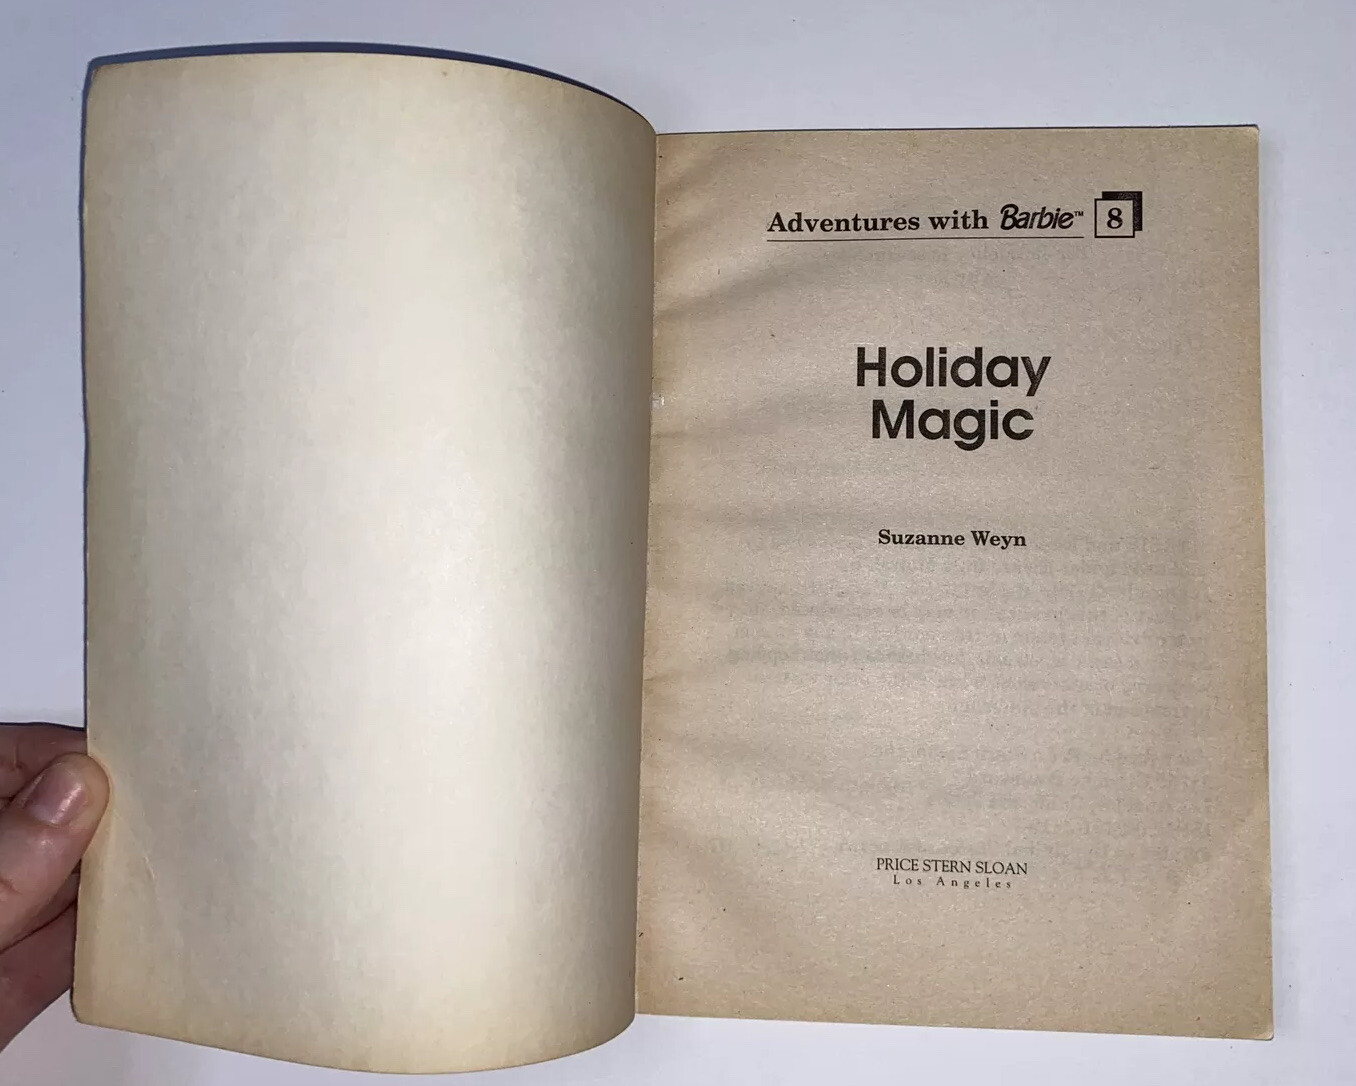 Adventures with Barbie™ 8
Holiday
Magic
Suzanne Weyn
PRICE STERN SLOAN
Los Angeles